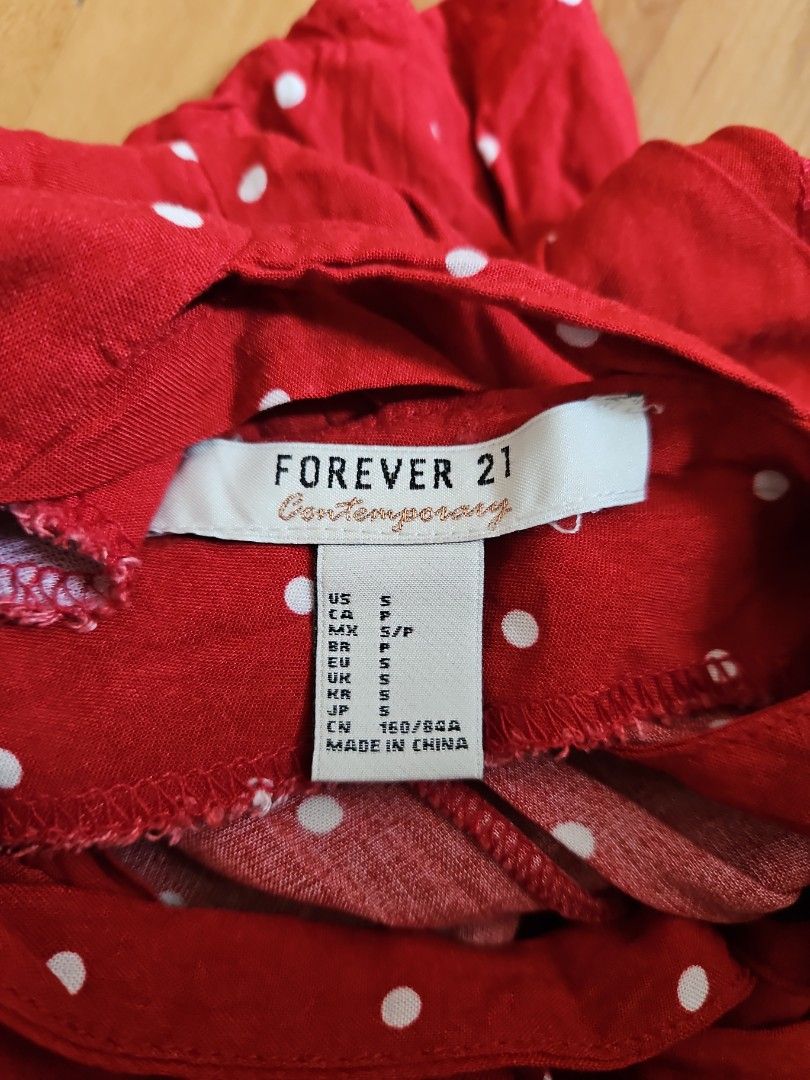 FOREVER 21
Contemporary
US S
CA P
MX S/P
BR P
EU S
UK S
KR S
JP S
CN 160/84A
MADE IN CHINA